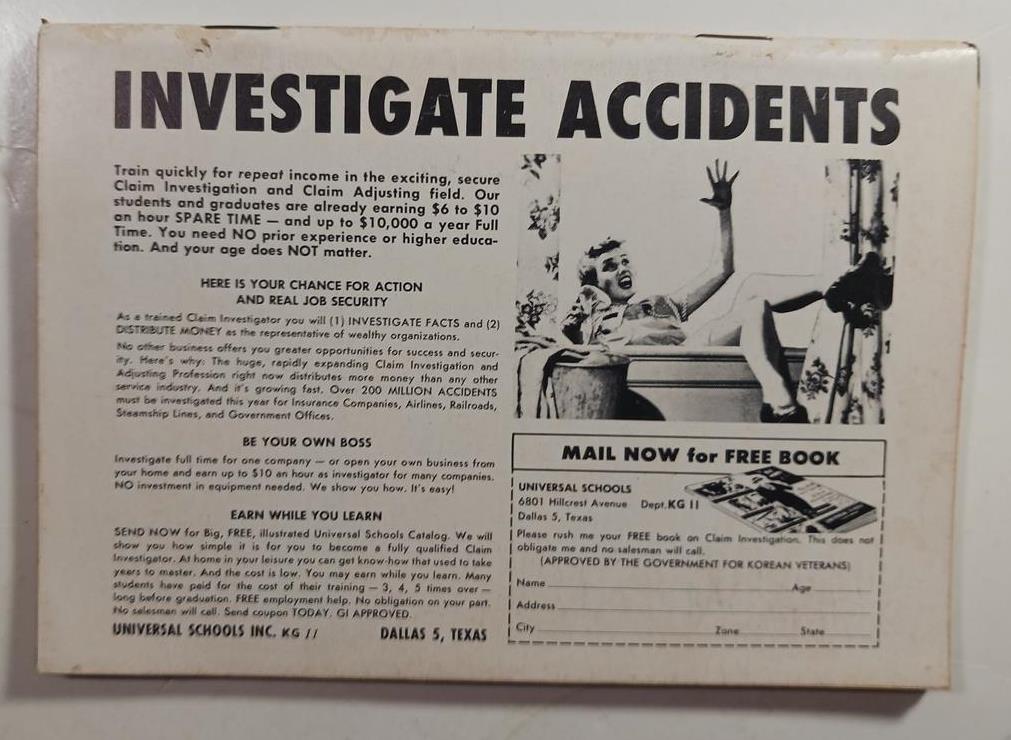 INVESTIGATE ACCIDENTS
Train quickly for repeat income in the exciting, secure
Claim Investigation and Claim Adjusting field. Our
students and graduates are already earning $6 to $10
an hour SPARE TIME — and up to $10,000 a year Full
Time. You need NO prior experience or higher educa-
tion. And your age does NOT matter.
HERE IS YOUR CHANCE FOR ACTION
AND REAL JOB SECURITY
As a trained Claim Investigator you will (1) INVESTIGATE FACTS and (2)
DISTRIBUTE MONEY as the representative of wealthy organizations.
No other business offers you greater opportunities for success and secur-
ity. Here's why: The huge, rapidly expanding Claim Investigation and
Adjusting Profession right now distributes more money than any other
service industry. And it's growing fast. Over 200 MILLION ACCIDENTS
must be investigated this year for Insurance Companies, Airlines, Railroads,
Steamship Lines, and Government Offices.
BE YOUR OWN BOSS
Investigate full time for one company — or open your own business from
your home and earn up to $10 an hour as investigator for many companies.
NO investment in equipment needed. We show you how. It's easy!
EARN WHILE YOU LEARN
SEND NOW for Big, FREE, illustrated Universal Schools Catalog. We will
show you how simple it is for you to become a fully qualified Claim
Investigator. At home in your leisure you can get know-how that used to take
years to master. And the cost is low. You may earn while you learn. Many
students have paid for the cost of their training — 3, 4, 5 times over —
long before graduation. FREE employment help. No obligation on your part.
No salesman will call. Send coupon TODAY. GI APPROVED.
UNIVERSAL SCHOOLS INC. KG 11 DALLAS 5, TEXAS
MAIL NOW for FREE BOOK
UNIVERSAL SCHOOLS
6801 Hillcrest Avenue Dept. KG 11
Dallas 5, Texas
Please rush me your FREE book on Claim Investigation. This does not
obligate me and no salesman will call.
(APPROVED BY THE GOVERNMENT FOR KOREAN VETERANS)
Name Age
Address
City Zone State